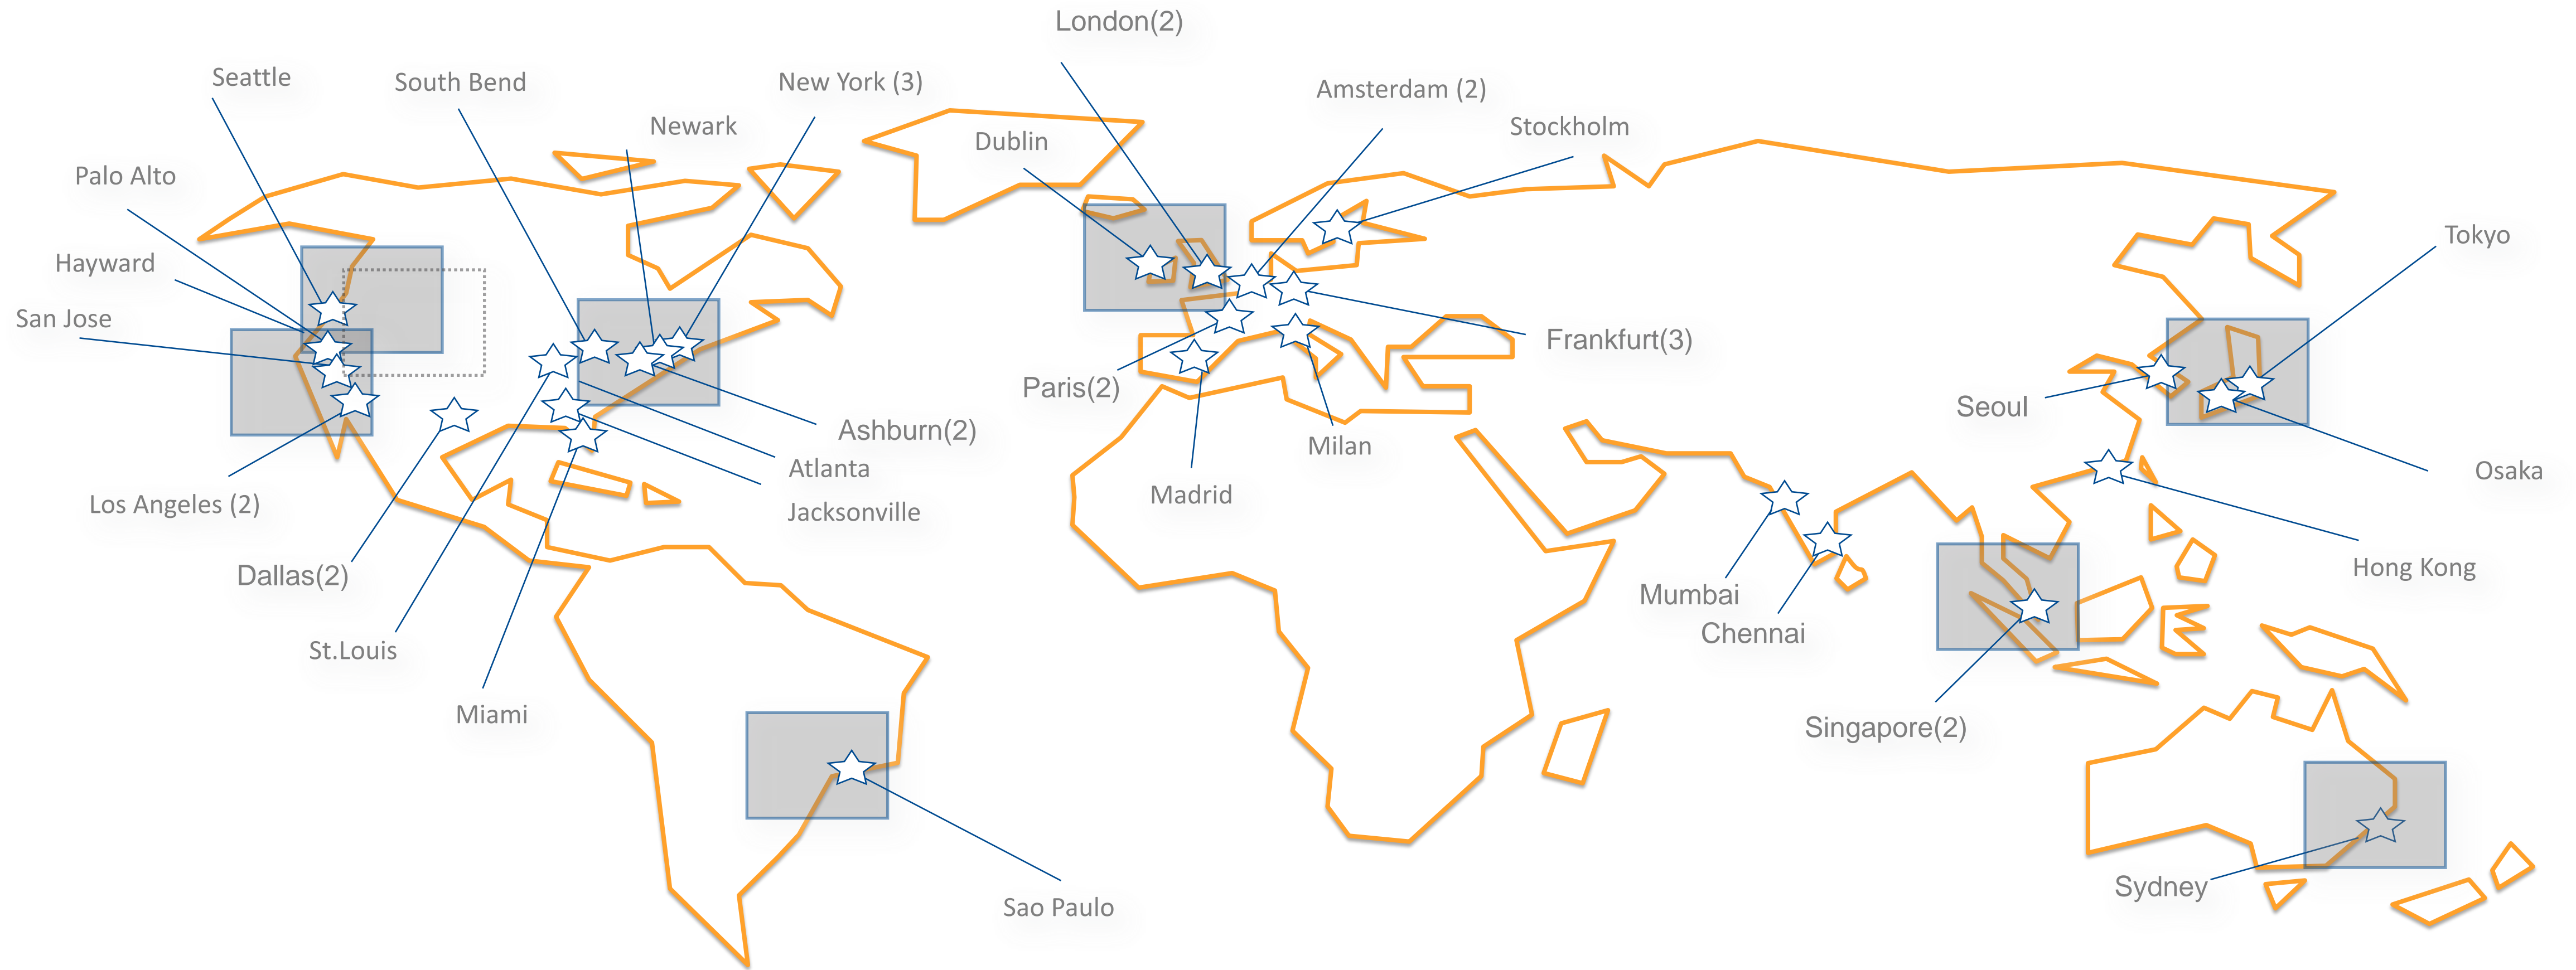 London(2)
Seattle
South Bend
New York (3)
Amsterdam (2)
Newark
Stockholm
Dublin
Palo Alto
Tokyo
Hayward
San Jose
Frankfurt(3)
Paris(2)
Seoul
Ashburn(2)
Milan
Atlanta
Osaka
Madrid
Los Angeles (2)
Jacksonville
Hong Kong
Dallas(2)
Mumbai
Chennai
St.Louis
Miami
Singapore(2)
Sydney
Sao Paulo